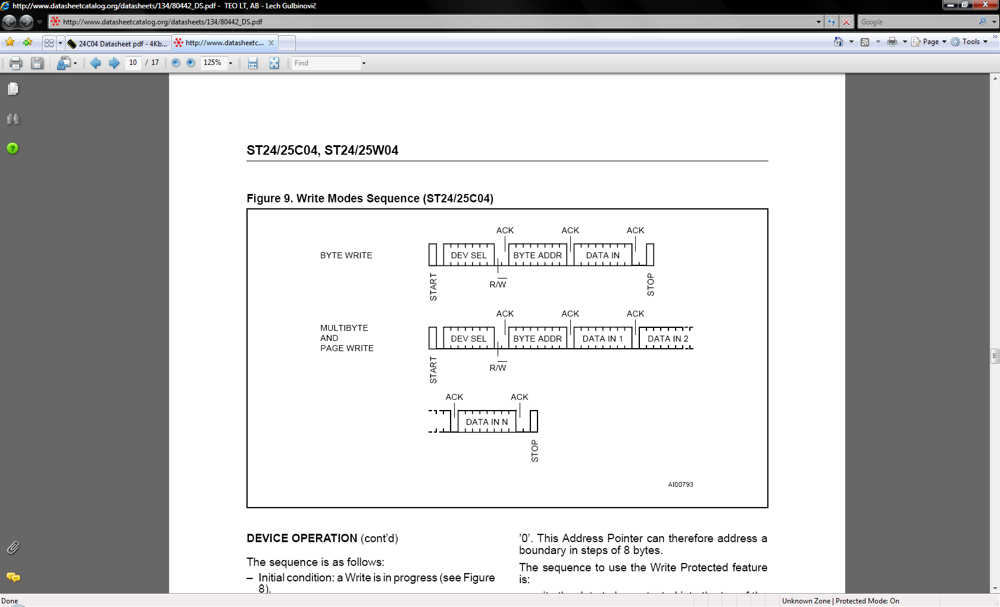 http://www.datasheetcatalog.org/datasheets/134/80442_DS.pdf - TEO LT, AB - Lech Gulbinovič
http://www.datasheetcatalog.org/datasheets/134/80442_DS.pdf
Google
24C04 Datasheet pdf - 4Kb...
http://www.datasheetc...
Page
Tools
10 / 17
125%
Find
ST24/25C04, ST24/25W04
Figure 9. Write Modes Sequence (ST24/25C04)
ACK ACK ACK
BYTE WRITE
DEV SEL BYTE ADDR DATA IN
R/W
START
STOP
ACK ACK ACK
MULTIBYTE
AND
PAGE WRITE
DEV SEL BYTE ADDR DATA IN 1 DATA IN 2
R/W
START
ACK ACK
DATA IN N
STOP
AI00793
DEVICE OPERATION (cont'd)
The sequence is as follows:
– Initial condition: a Write is in progress (see Figure
8).
'0'. This Address Pointer can therefore address a
boundary in steps of 8 bytes.
The sequence to use the Write Protected feature
is:
Done
Unknown Zone | Protected Mode: On